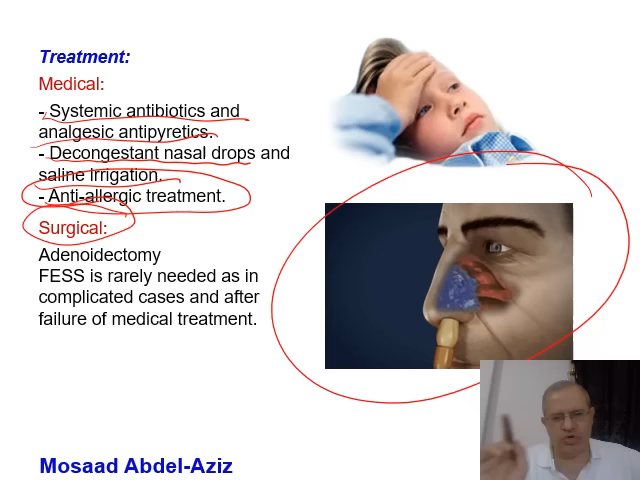 Treatment:
Medical:
- Systemic antibiotics and
analgesic antipyretics.
- Decongestant nasal drops and
saline irrigation.
- Anti-allergic treatment.
Surgical:
Adenoidectomy
FESS is rarely needed as in
complicated cases and after
failure of medical treatment.
Mosaad Abdel-Aziz